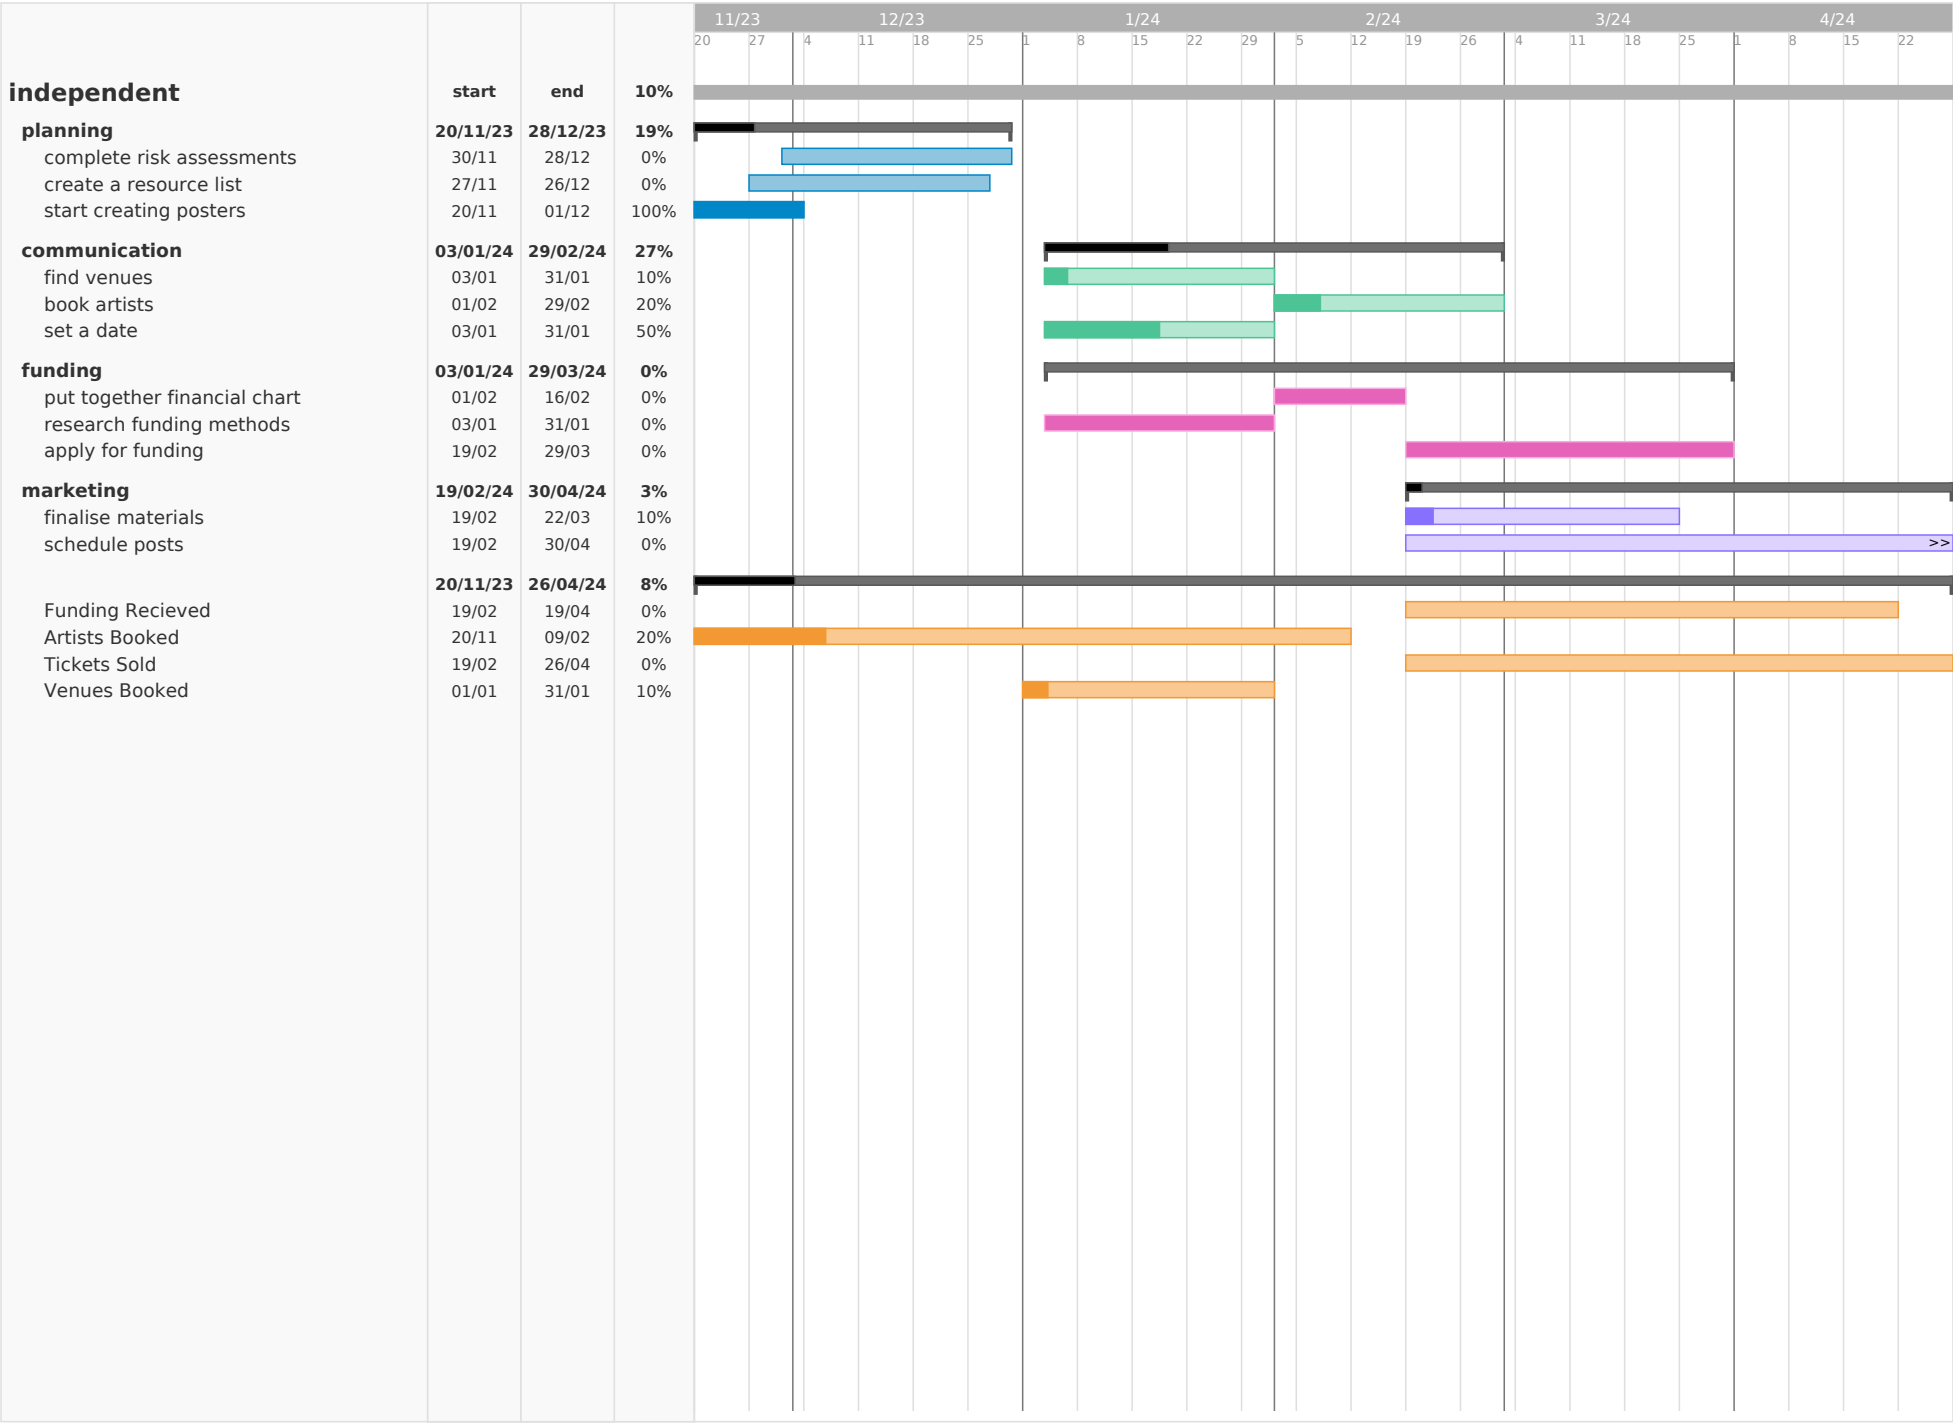 11/23 12/23 1/24 2/24 3/24 4/24
20 27 4 11 18 25 1 8 15 22 29 5 12 19 26 4 11 18 25 1 8 15 22
independent start end 10%
planning 20/11/23 28/12/23 19%
complete risk assessments 30/11 28/12 0%
create a resource list 27/11 26/12 0%
start creating posters 20/11 01/12 100%
communication 03/01/24 29/02/24 27%
find venues 03/01 31/01 10%
book artists 01/02 29/02 20%
set a date 03/01 31/01 50%
funding 03/01/24 29/03/24 0%
put together financial chart 01/02 16/02 0%
research funding methods 03/01 31/01 0%
apply for funding 19/02 29/03 0%
marketing 19/02/24 30/04/24 3%
finalise materials 19/02 22/03 10%
schedule posts 19/02 30/04 0% >>
20/11/23 26/04/24 8%
Funding Recieved 19/02 19/04 0%
Artists Booked 20/11 09/02 20%
Tickets Sold 19/02 26/04 0%
Venues Booked 01/01 31/01 10%